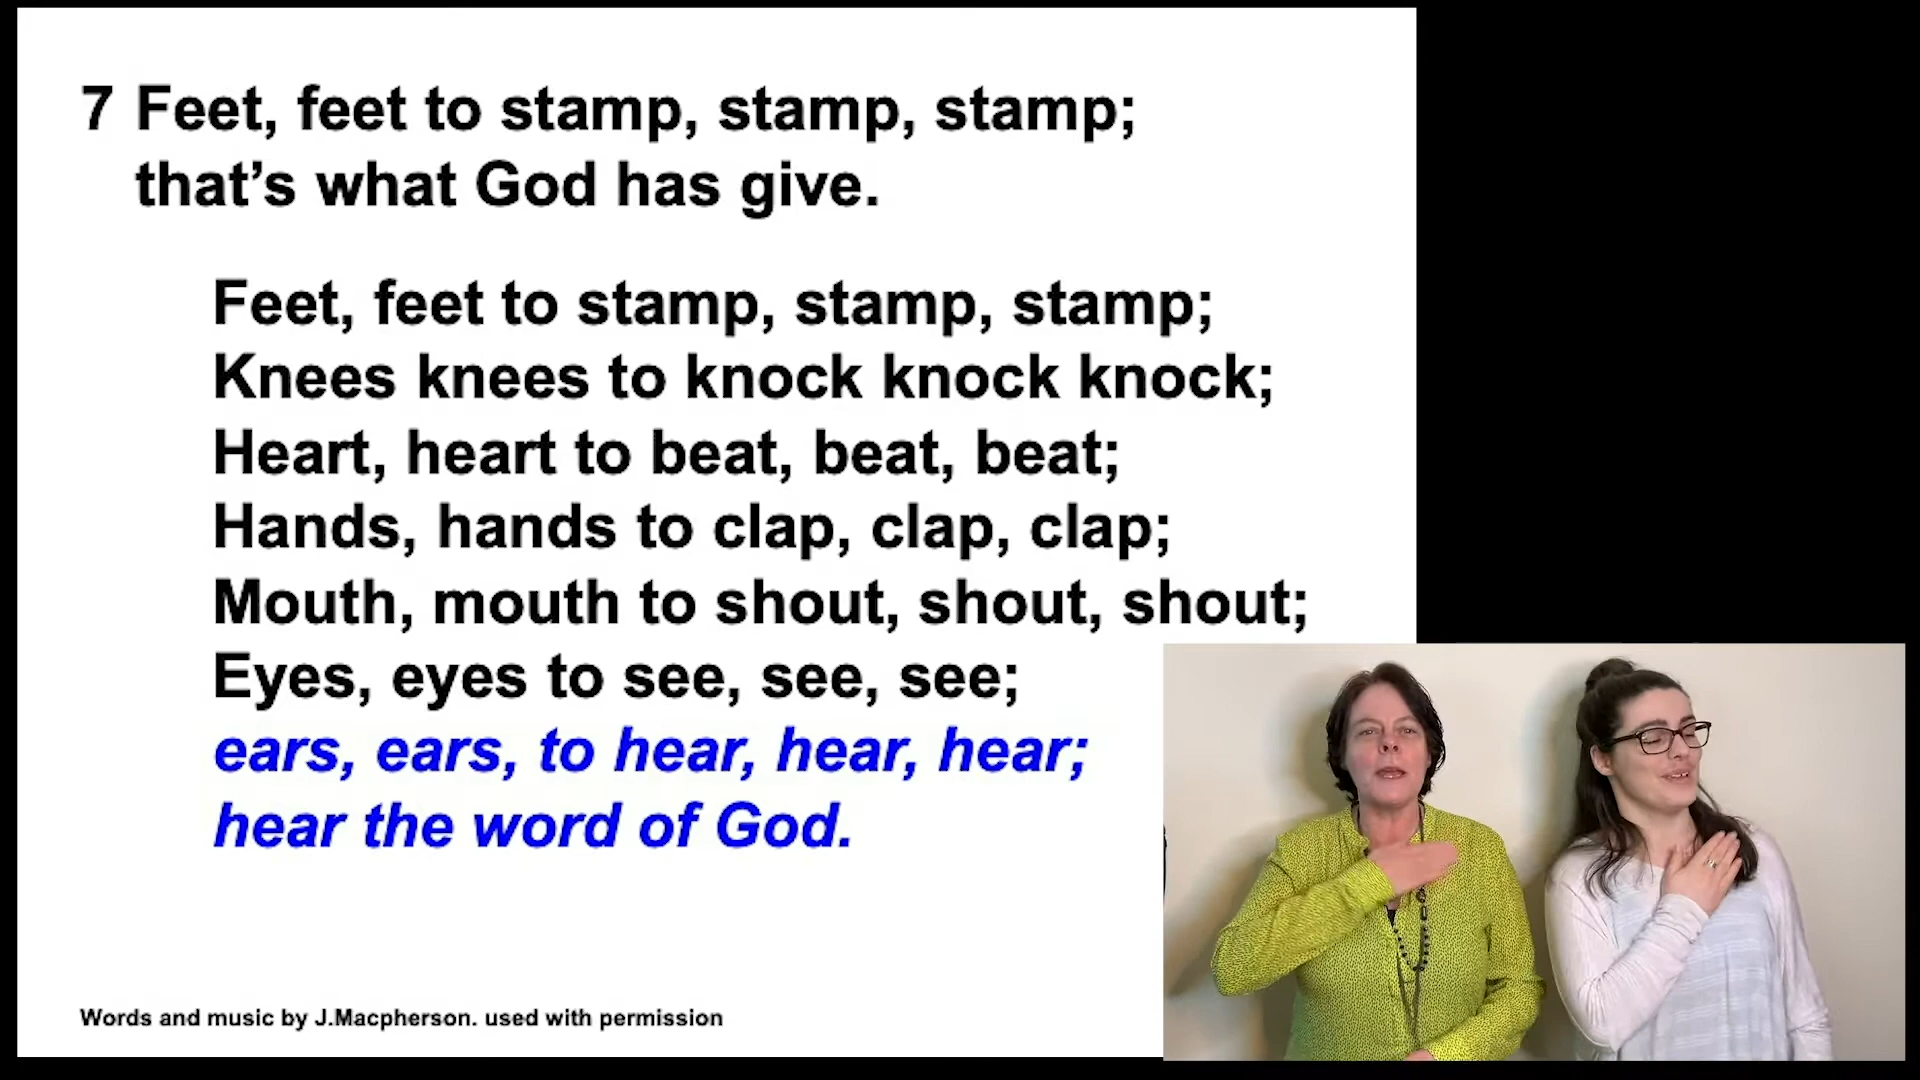 7 Feet, feet to stamp, stamp, stamp;
that’s what God has give.
Feet, feet to stamp, stamp, stamp;
Knees knees to knock knock knock;
Heart, heart to beat, beat, beat;
Hands, hands to clap, clap, clap;
Mouth, mouth to shout, shout, shout;
Eyes, eyes to see, see, see;
ears, ears, to hear, hear, hear;
hear the word of God.
Words and music by J.Macpherson. used with permission